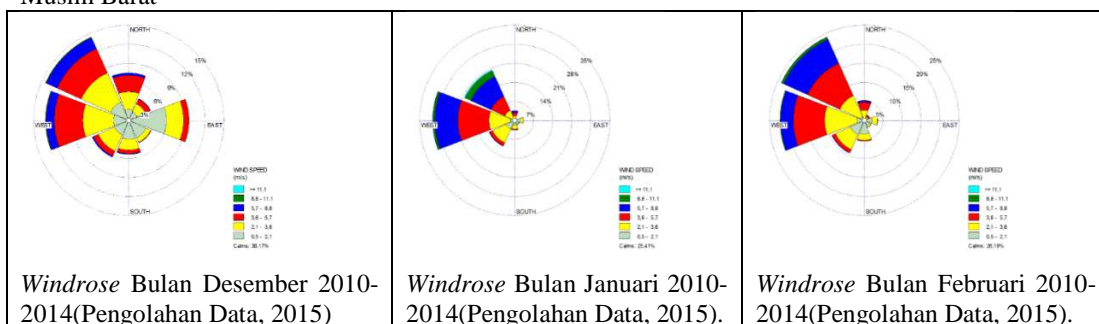 Musim Barat
NORTH
15%
12%
9%
6%
3%
WEST
EAST
SOUTH
WIND SPEED
(m/s)
>= 11,1
8,8 - 11,1
5,7 - 8,8
3,6 - 5,7
2,1 - 3,6
0,5 - 2,1
NORTH
35%
28%
21%
14%
7%
WEST
EAST
SOUTH
WIND SPEED
(m/s)
>= 11,1
8,8 - 11,1
5,7 - 8,8
3,6 - 5,7
2,1 - 3,6
0,5 - 2,1
NORTH
25%
20%
15%
10%
5%
WEST
EAST
SOUTH
WIND SPEED
(m/s)
>= 11,1
8,8 - 11,1
5,7 - 8,8
3,6 - 5,7
2,1 - 3,6
0,5 - 2,1
Windrose Bulan Desember 2010-
2014(Pengolahan Data, 2015)
Windrose Bulan Januari 2010-
2014(Pengolahan Data, 2015).
Windrose Bulan Februari 2010-
2014(Pengolahan Data, 2015).